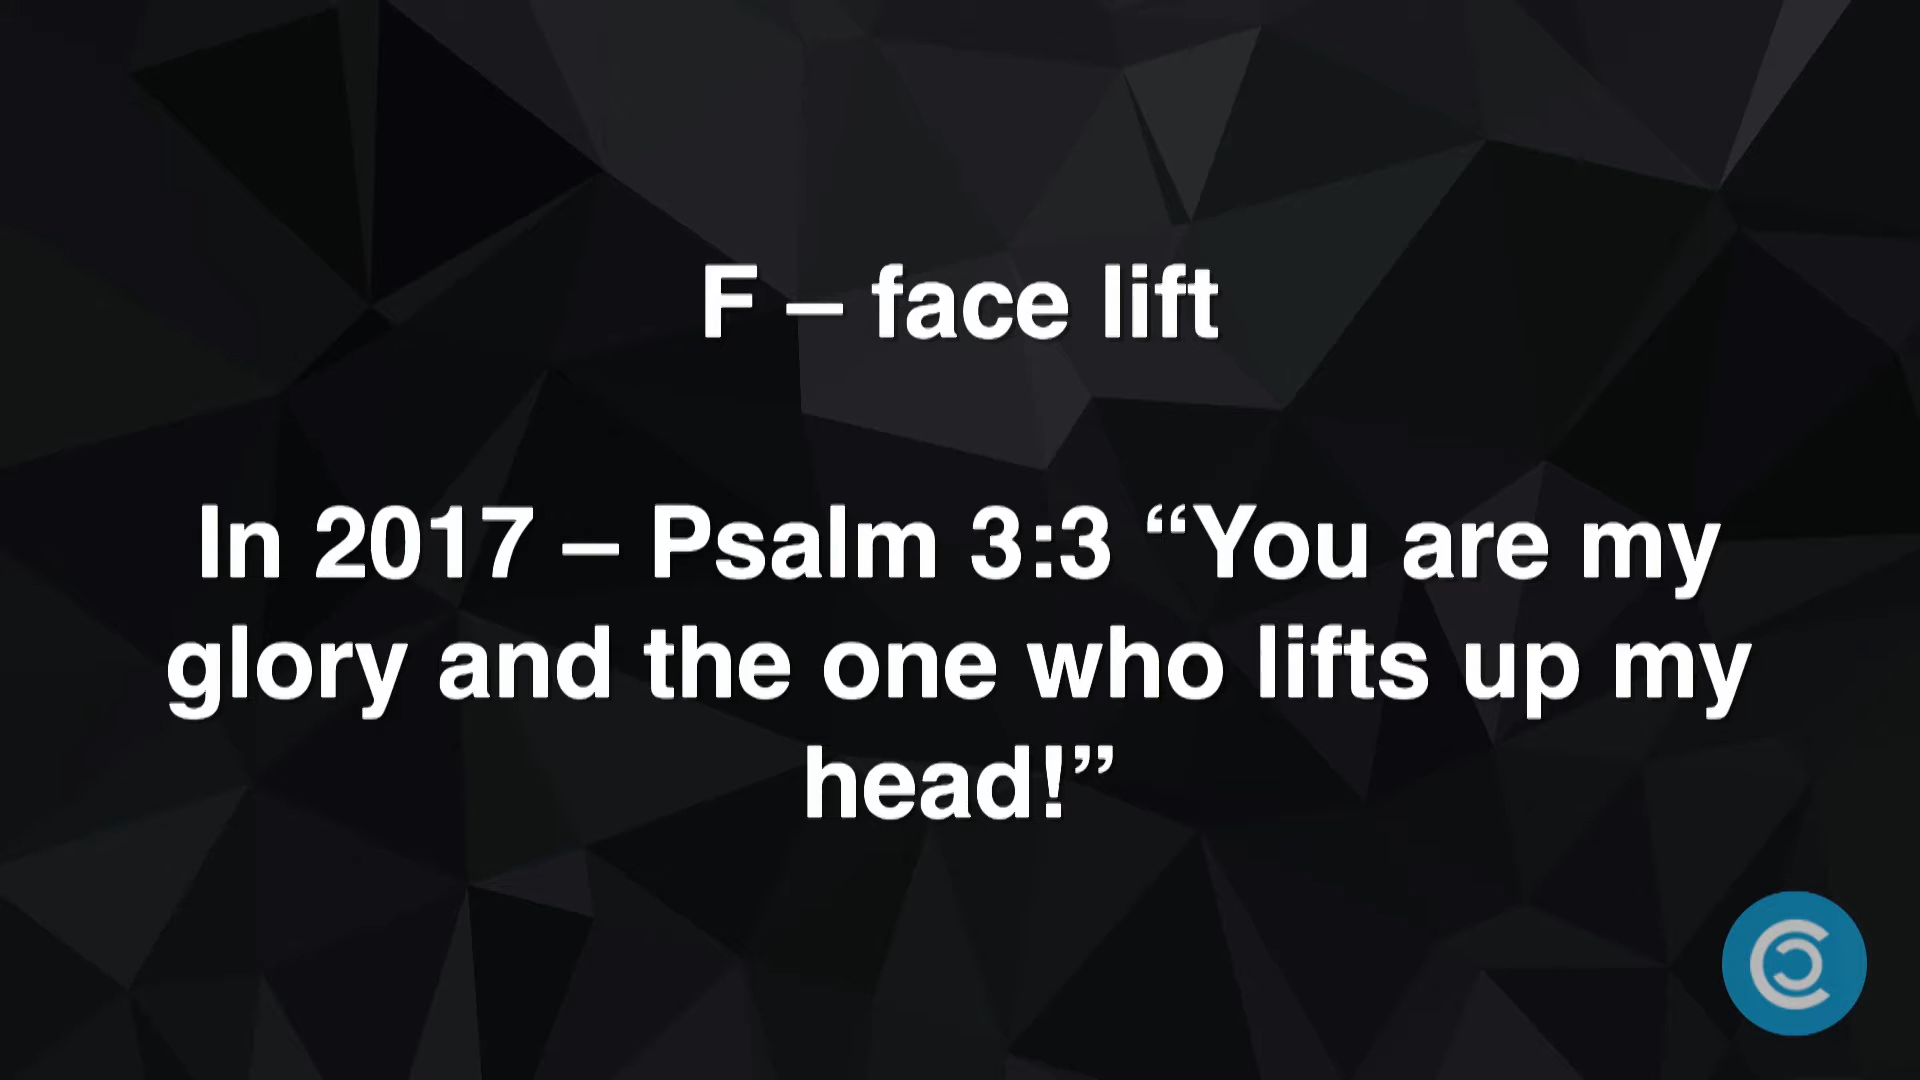 F – face lift
In 2017 – Psalm 3:3 “You are my
glory and the one who lifts up my
head!”